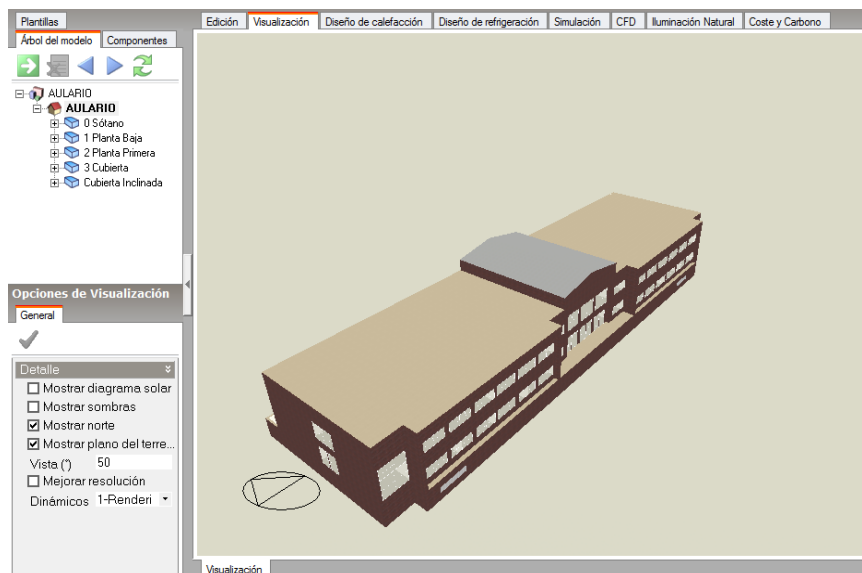 Plantillas
Árbol del modelo Componentes
AULARIO
AULARIO
0 Sótano
1 Planta Baja
2 Planta Primera
3 Cubierta
Cubierta Inclinada
Opciones de Visualización
General
Detalle
Mostrar diagrama solar
Mostrar sombras
Mostrar norte
Mostrar plano del terre...
Vista (°) 50
Mejorar resolución
Dinámicos 1-Renderi
Edición Visualización Diseño de calefacción Diseño de refrigeración Simulación CFD Iluminación Natural Coste y Carbono
Visualización